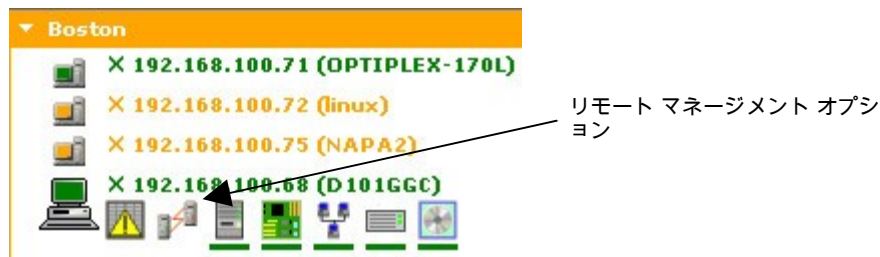 Boston
192.168.100.71 (OPTIPLEX-170L)
192.168.100.72 (linux)
192.168.100.75 (NAPA2)
192.168.100.68 (D101GGC)
リモート マネージメント オプシ
ョン